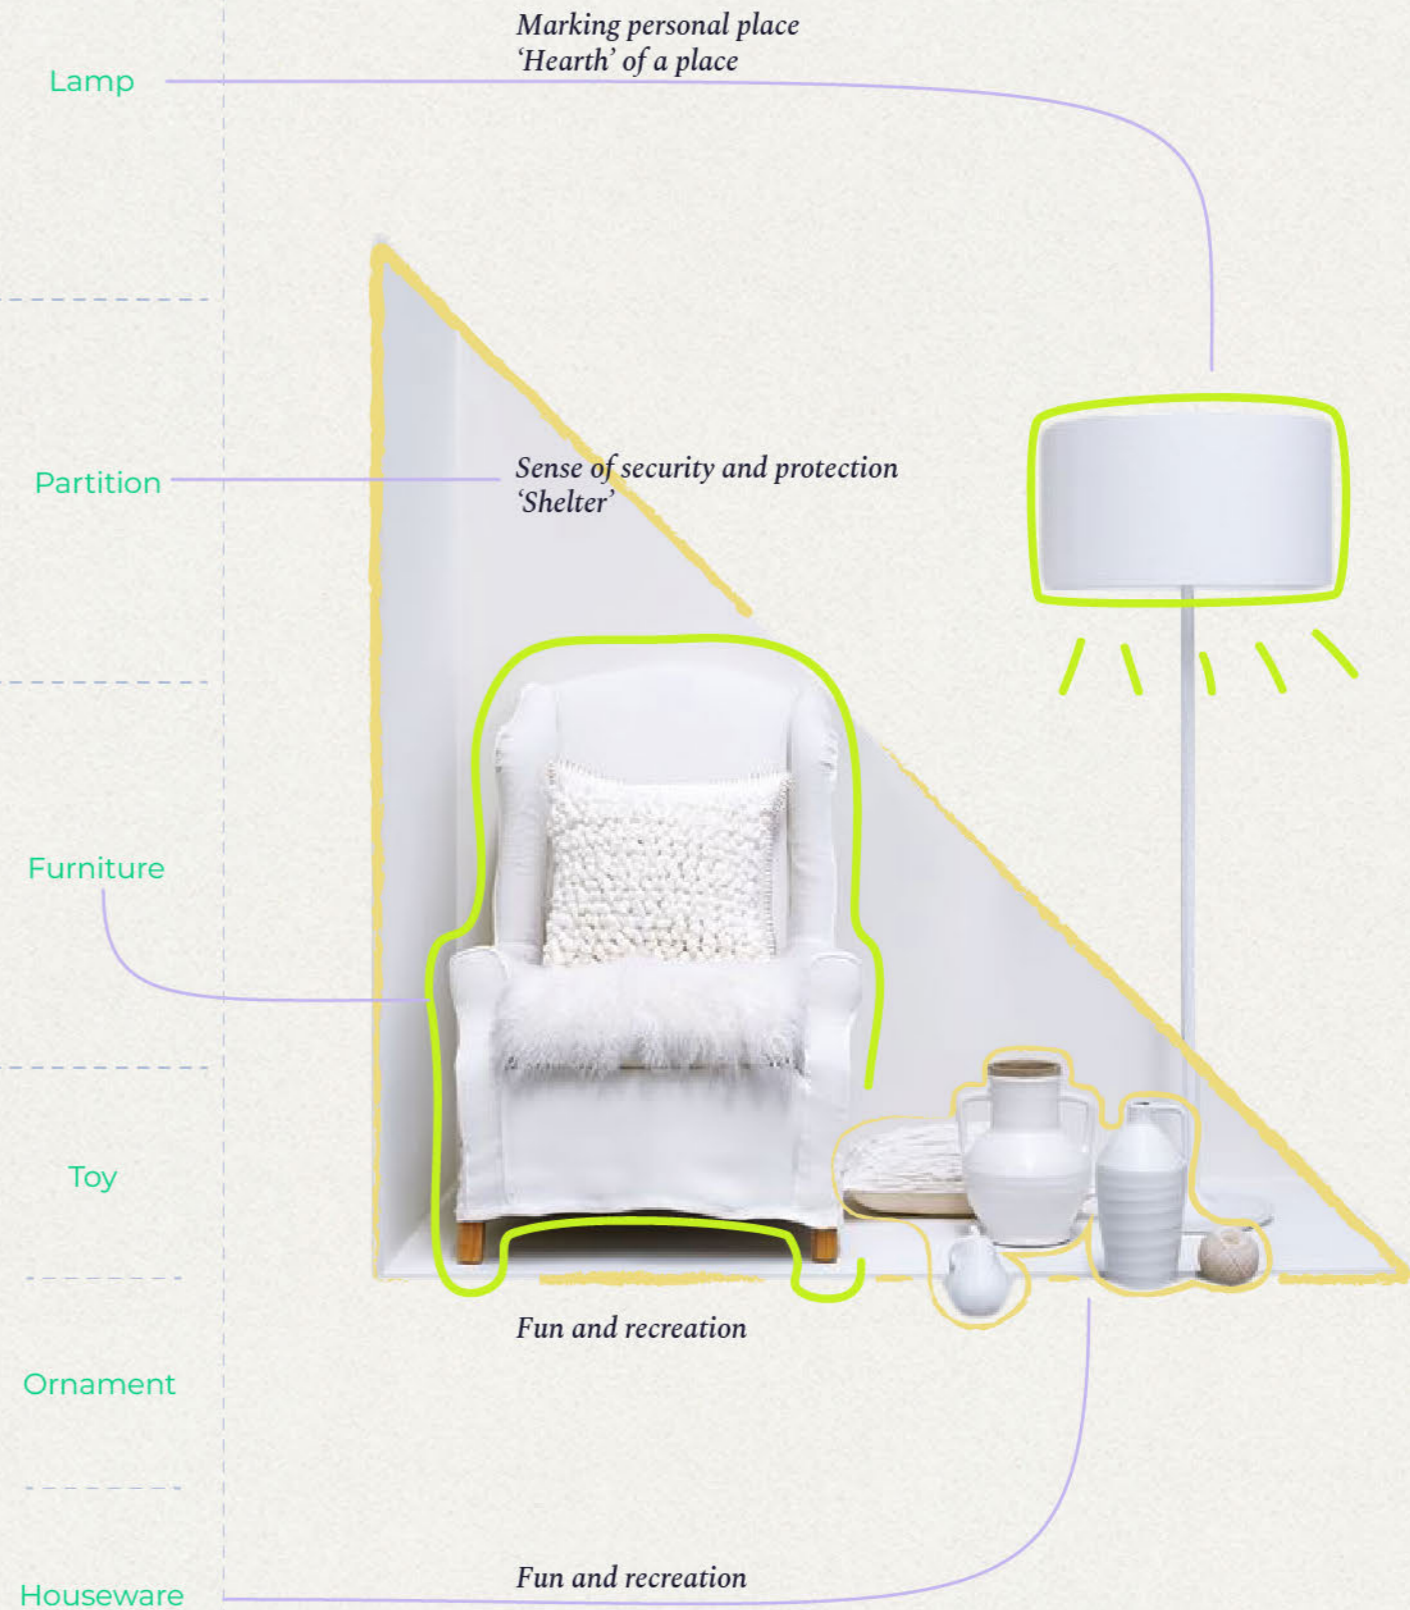 Marking personal place
‘Hearth’ of a place
Lamp
Sense of security and protection
‘Shelter’
Partition
Furniture
Toy
Fun and recreation
Ornament
Fun and recreation
Houseware